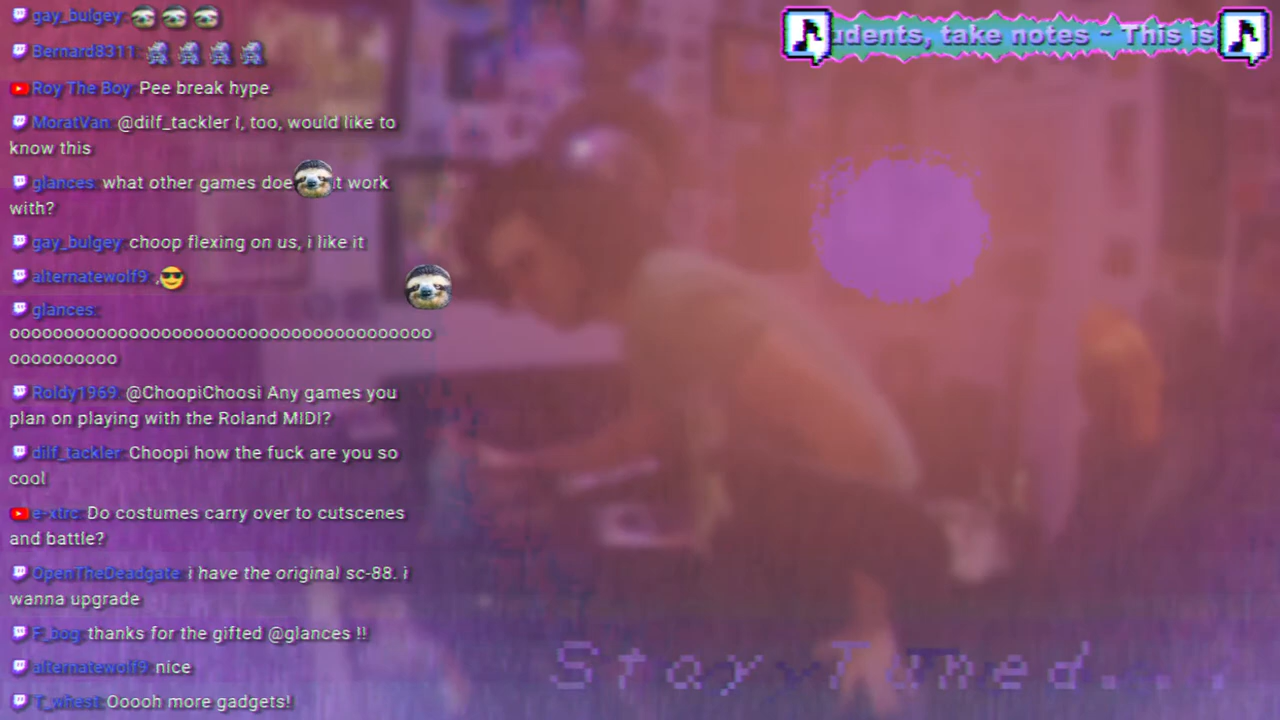 gay_bulgey:
Bernard8311:
Roy The Boy: Pee break hype
MoratVan: @dilf_tackler I, too, would like to
know this
glances: what other games doe it work
with?
gay_bulgey: choop flexing on us, i like it
alternatewolf9:
glances:
ooooooooooooooooooooooooooooooooooooooo
oooooooooo
Roldy1969: @ChoopiChoosi Any games you
plan on playing with the Roland MIDI?
dilf_tackler: Choopi how the fuck are you so
cool
e-xtrc: Do costumes carry over to cutscenes
and battle?
OpenTheDeadgate i have the original sc-88. i
wanna upgrade
F_bog: thanks for the gifted @glances !!
alternatewolf9: nice
T_whest: Ooooh more gadgets!
udents, take notes ~ This is
Stay Tuned...